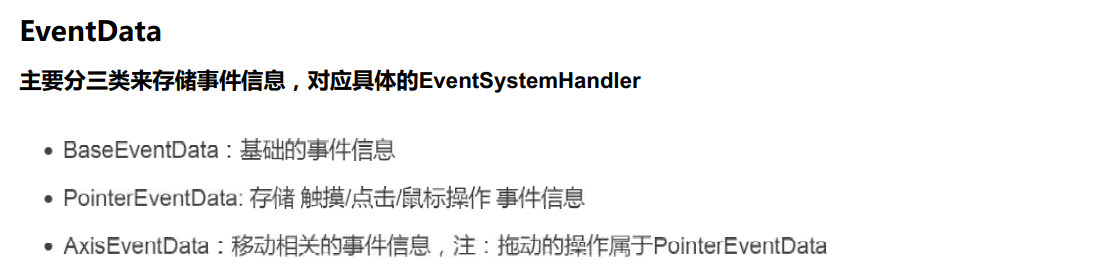 EventData
主要分三类来存储事件信息，对应具体的EventSystemHandler
• BaseEventData：基础的事件信息
• PointerEventData: 存储 触摸/点击/鼠标操作 事件信息
• AxisEventData：移动相关的事件信息，注：拖动的操作属于PointerEventData